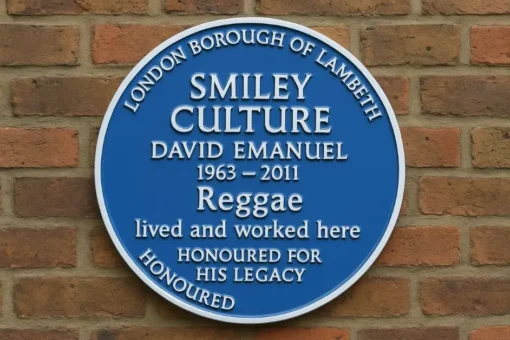 LONDON BOROUGH OF LAMBETH
SMILEY
CULTURE
DAVID EMANUEL
1963 – 2011
Reggae
lived and worked here
HONOURED FOR
HIS LEGACY
HONOURED